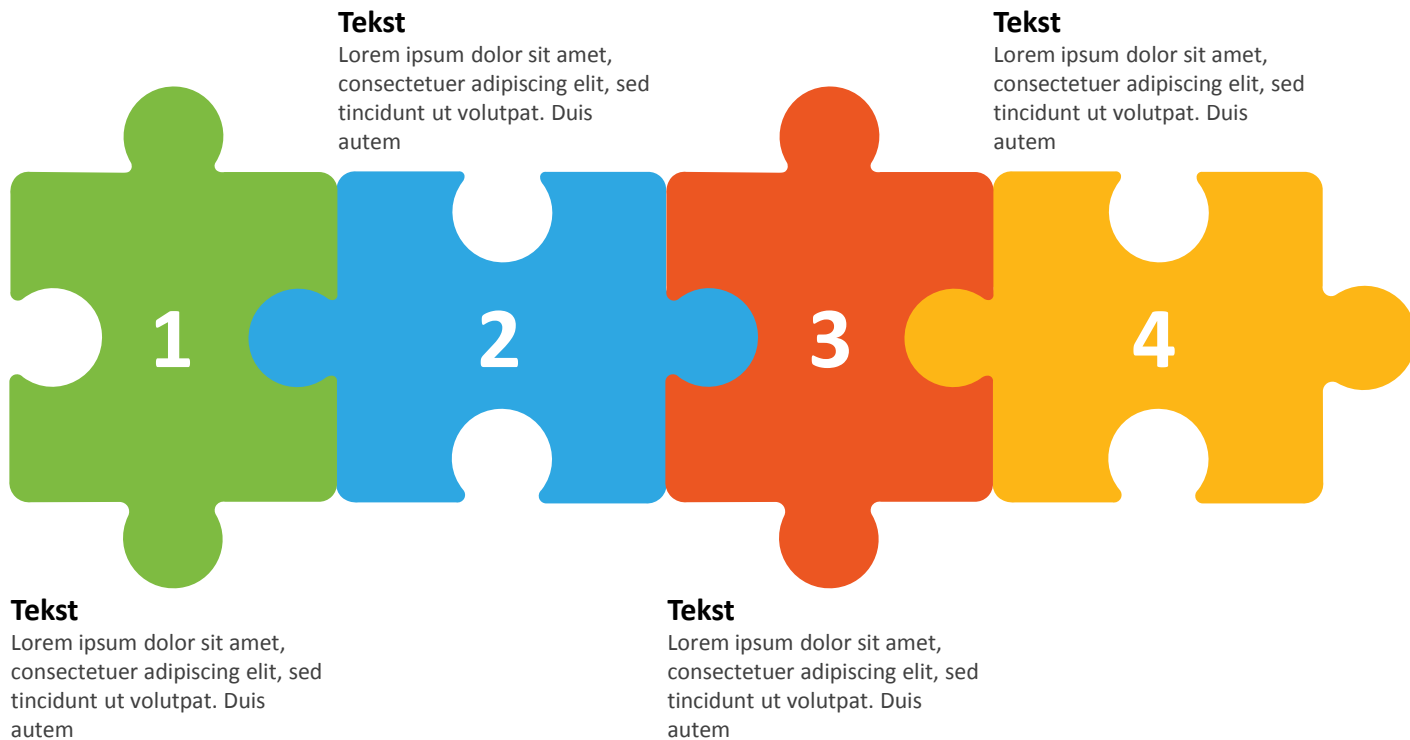 Tekst
Lorem ipsum dolor sit amet,
consectetuer adipiscing elit, sed
tincidunt ut volutpat. Duis
autem
Tekst
Lorem ipsum dolor sit amet,
consectetuer adipiscing elit, sed
tincidunt ut volutpat. Duis
autem
1
2
3
4
Tekst
Lorem ipsum dolor sit amet,
consectetuer adipiscing elit, sed
tincidunt ut volutpat. Duis
autem
Tekst
Lorem ipsum dolor sit amet,
consectetuer adipiscing elit, sed
tincidunt ut volutpat. Duis
autem